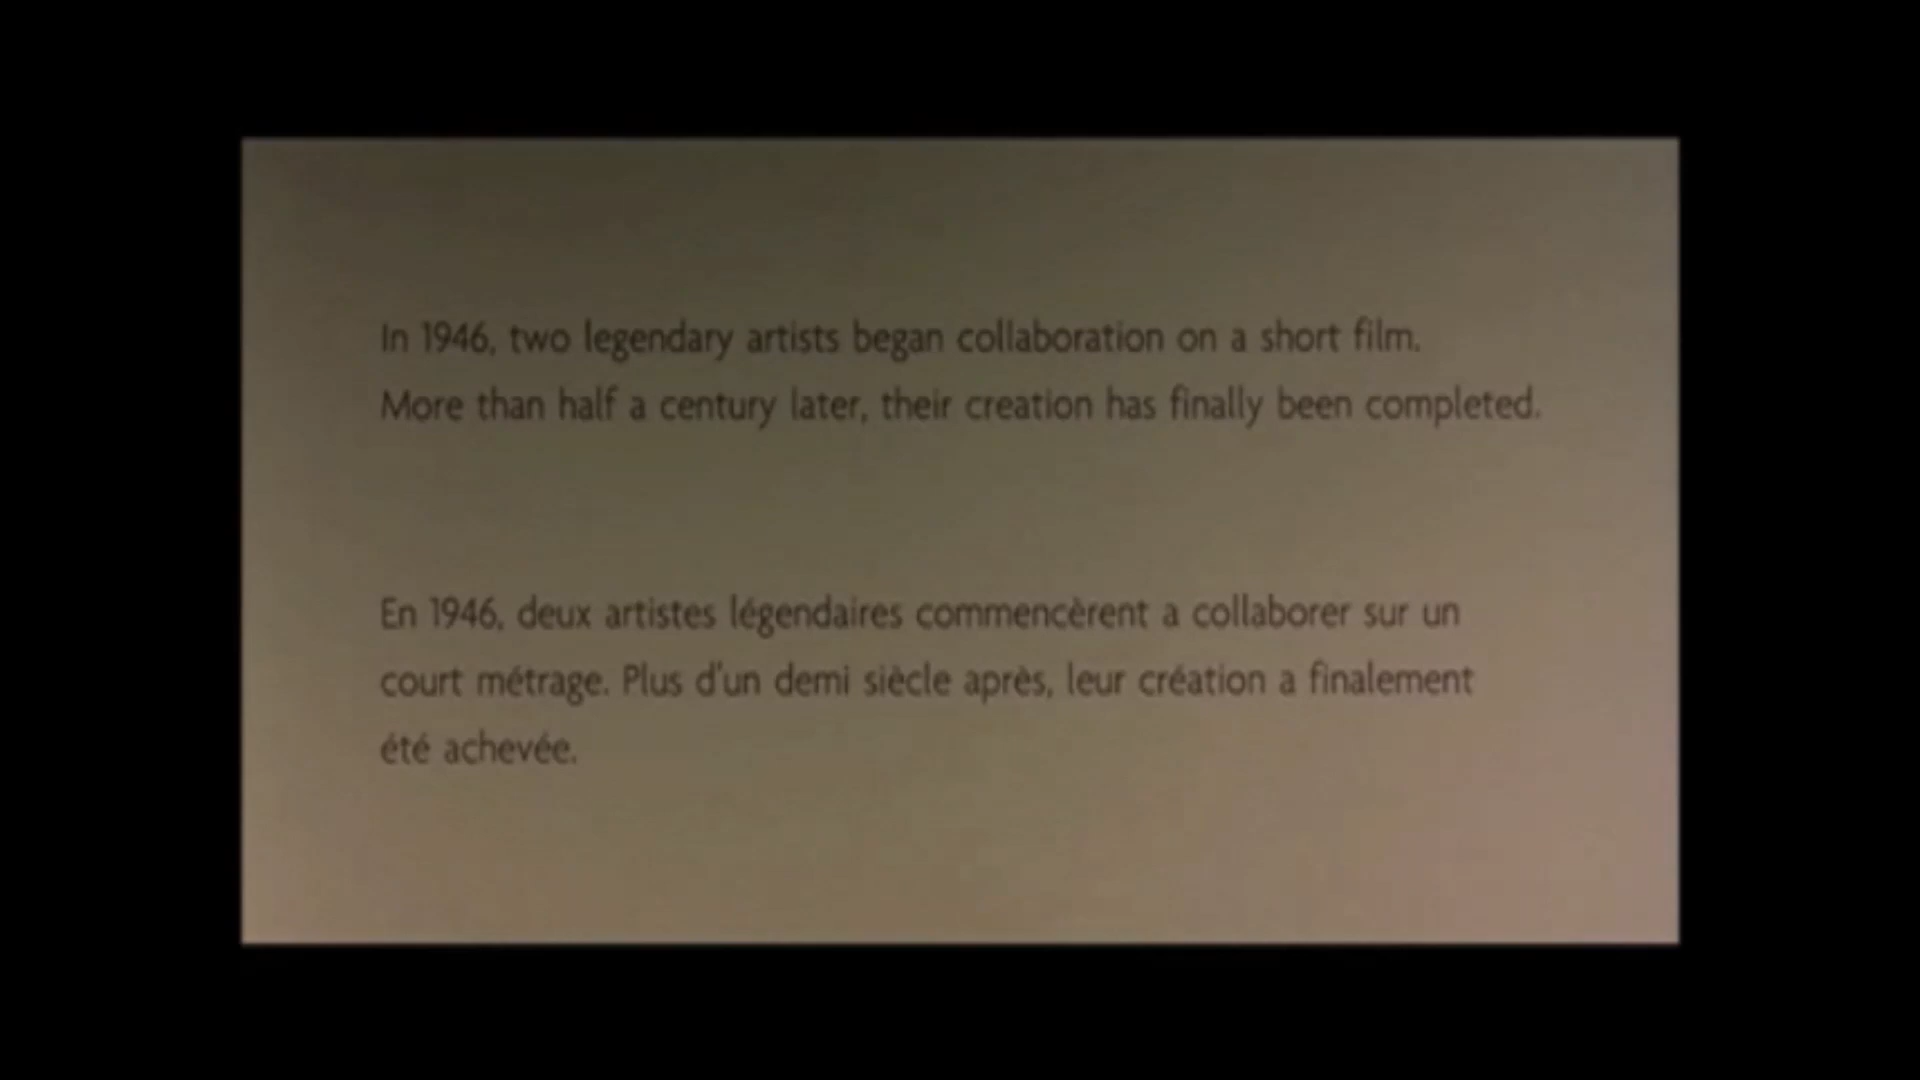 In 1946, two legendary artists began collaboration on a short film.
More than half a century later, their creation has finally been completed.
En 1946, deux artistes légendaires commencèrent a collaborer sur un
court métrage. Plus d'un demi siècle après, leur création a finalement
été achevée.